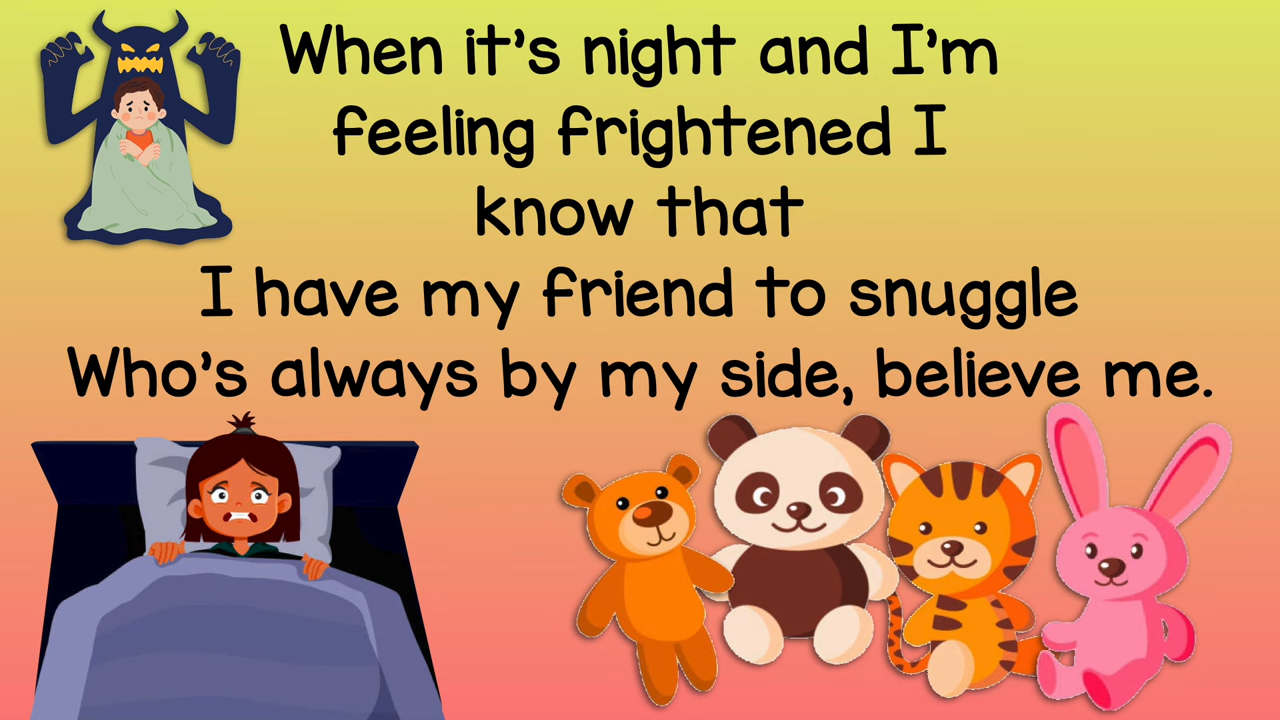 When it's night and I'm
feeling frightened I
know that
I have my friend to snuggle
Who's always by my side, believe me.